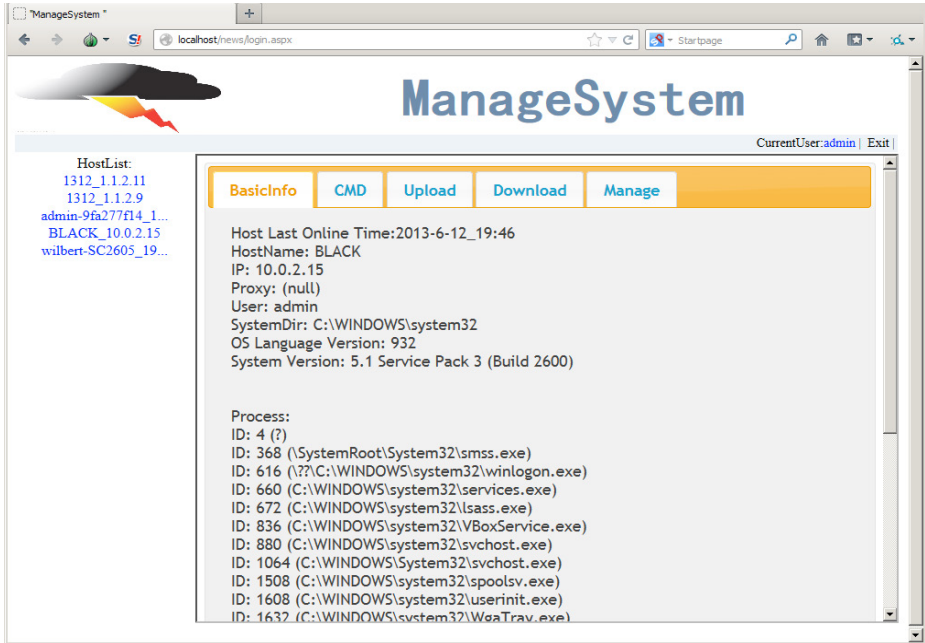 "ManageSystem "
localhost/news/login.aspx
Startpage
ManageSystem
CurrentUser:admin | Exit |
HostList:
1312_1.1.2.11
1312_1.1.2.9
admin-9fa277f14_1...
BLACK_10.0.2.15
wilbert-SC2605_19...
BasicInfo CMD Upload Download Manage
Host Last Online Time:2013-6-12_19:46
HostName: BLACK
IP: 10.0.2.15
Proxy: (null)
User: admin
SystemDir: C:\WINDOWS\system32
OS Language Version: 932
System Version: 5.1 Service Pack 3 (Build 2600)
Process:
ID: 4 (?)
ID: 368 (\SystemRoot\System32\smss.exe)
ID: 616 (\??\C:\WINDOWS\system32\winlogon.exe)
ID: 660 (C:\WINDOWS\system32\services.exe)
ID: 672 (C:\WINDOWS\system32\lsass.exe)
ID: 836 (C:\WINDOWS\system32\VBoxService.exe)
ID: 880 (C:\WINDOWS\system32\svchost.exe)
ID: 1064 (C:\WINDOWS\System32\svchost.exe)
ID: 1508 (C:\WINDOWS\system32\spoolsv.exe)
ID: 1608 (C:\WINDOWS\system32\userinit.exe)
ID: 1632 (C:\WINDOWS\system32\WgaTray.exe)